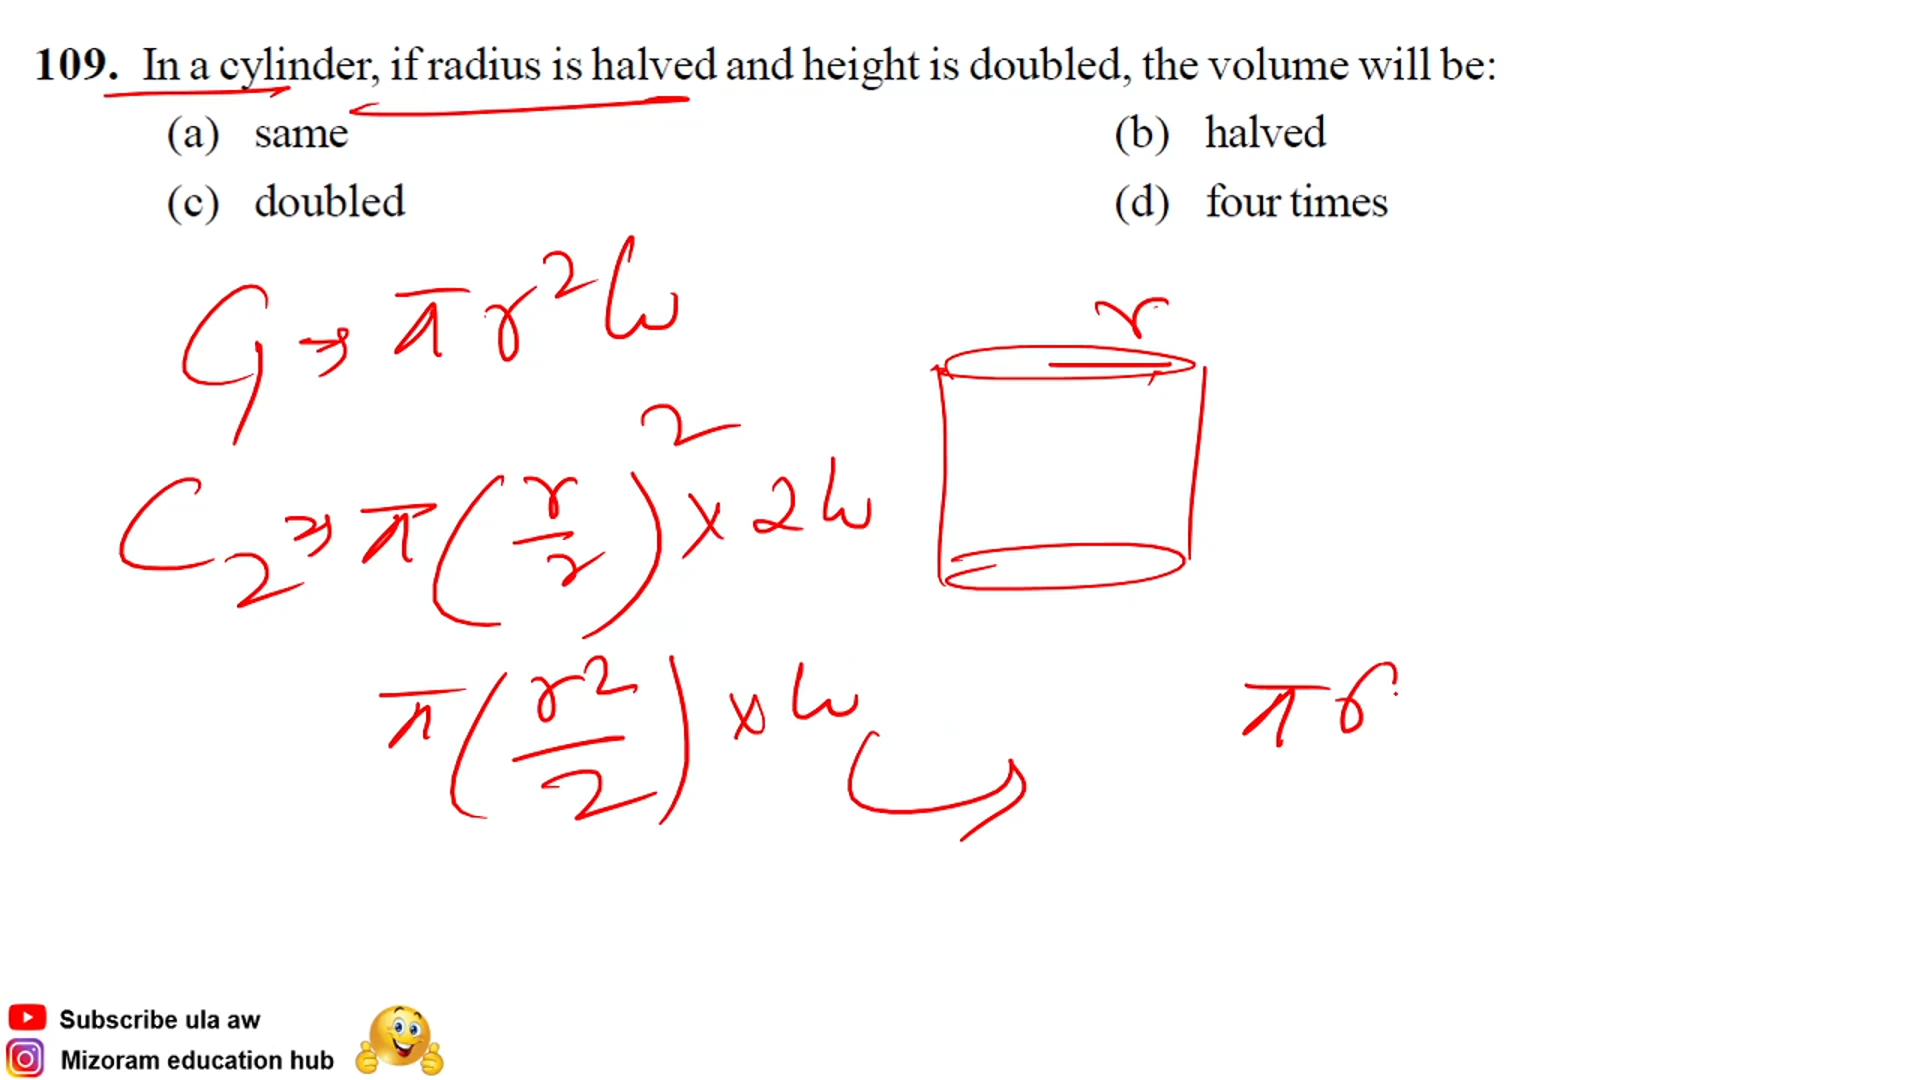 109. In a cylinder, if radius is halved and height is doubled, the volume will be:
(a) same (b) halved
(c) doubled (d) four times
C₁ → πr²h
r
C₂ → π(r/2)² × 2h
π(r²/2) × h
πr
Subscribe ula aw
Mizoram education hub